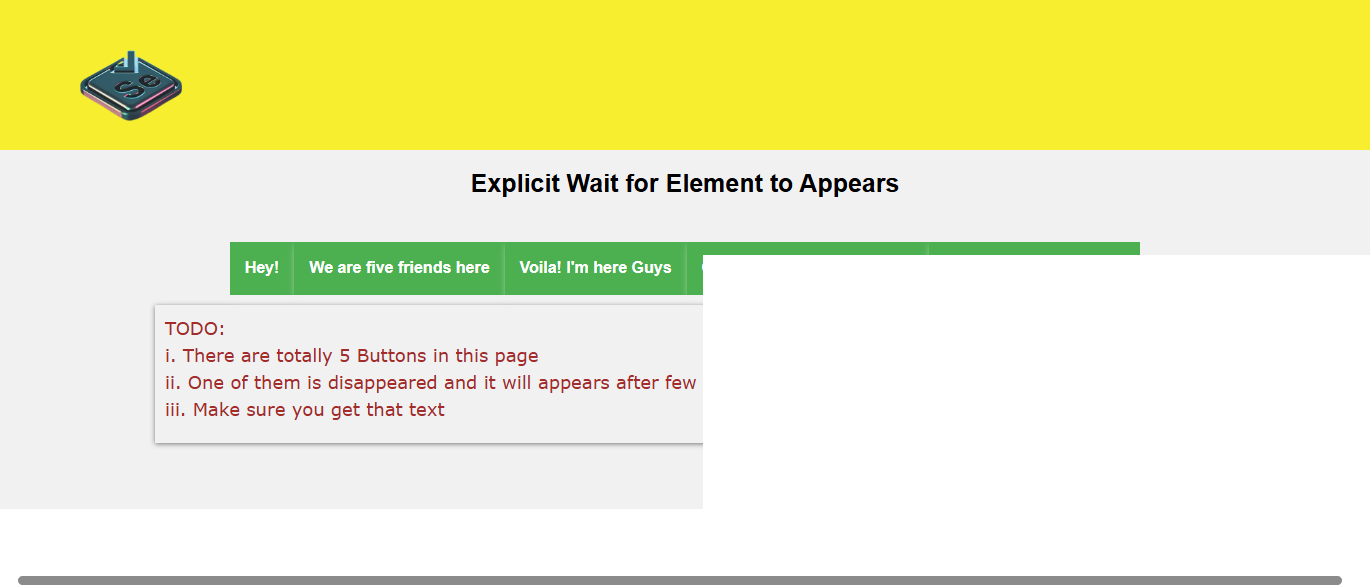 Se
Explicit Wait for Element to Appears
Hey! We are five friends here Voila! I'm here Guys
TODO:
i. There are totally 5 Buttons in this page
ii. One of them is disappeared and it will appears after few
iii. Make sure you get that text